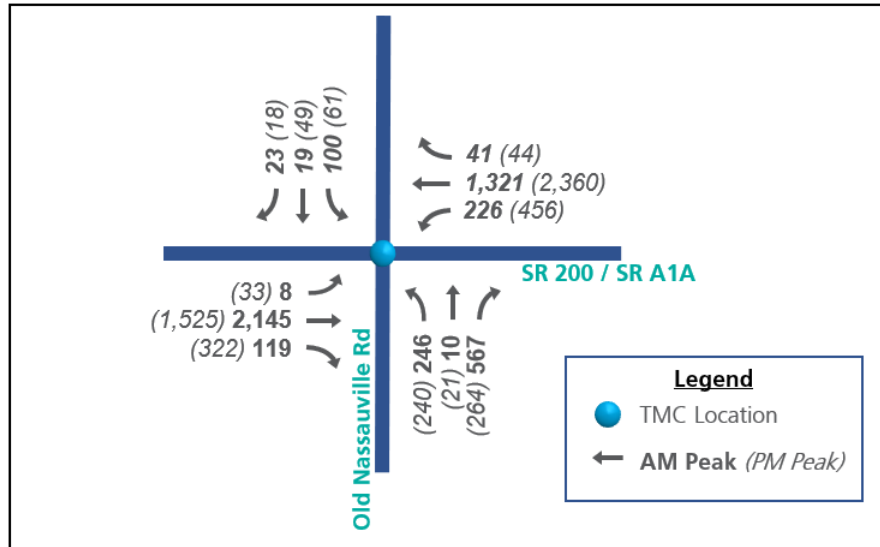 23 (18)
19 (49)
100 (61)
41 (44)
1,321 (2,360)
226 (456)
SR 200 / SR A1A
(33) 8
(1,525) 2,145
(322) 119
Old Nassauville Rd
(240) 246
(21) 10
(264) 567
Legend
TMC Location
AM Peak (PM Peak)